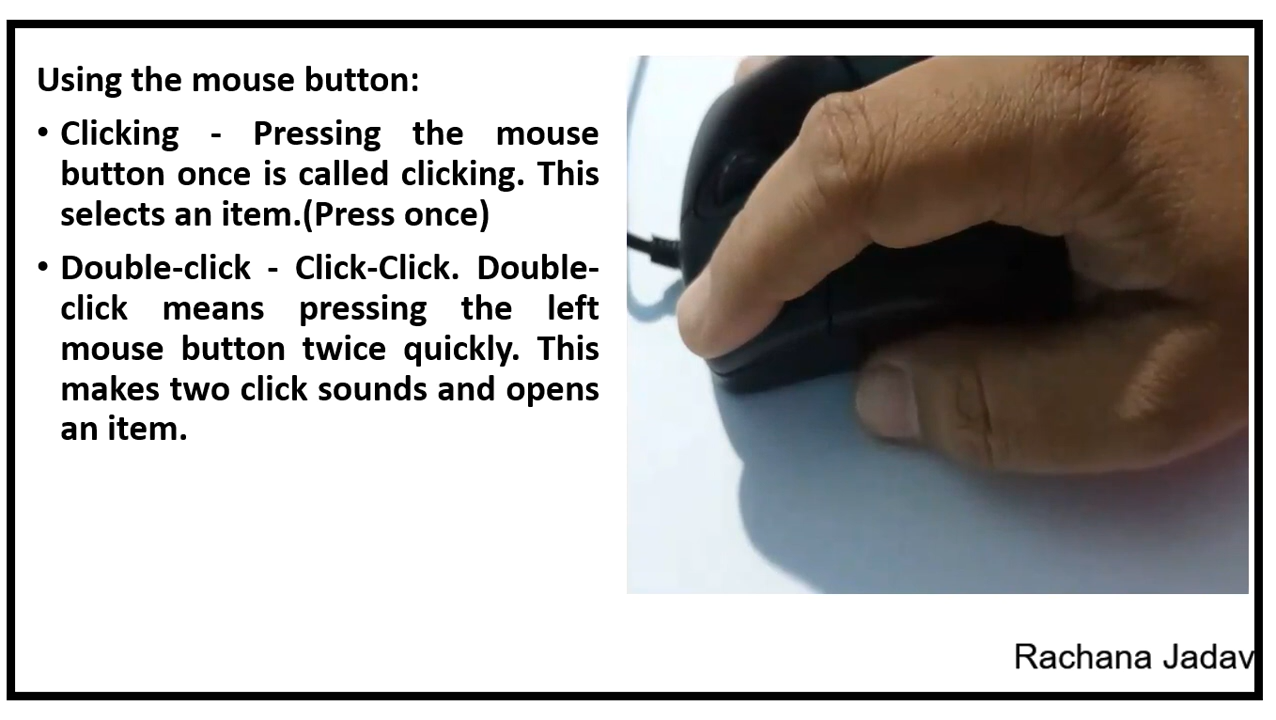 Using the mouse button:
• Clicking - Pressing the mouse
button once is called clicking. This
selects an item.(Press once)
• Double-click - Click-Click. Double-
click means pressing the left
mouse button twice quickly. This
makes two click sounds and opens
an item.
Rachana Jadav